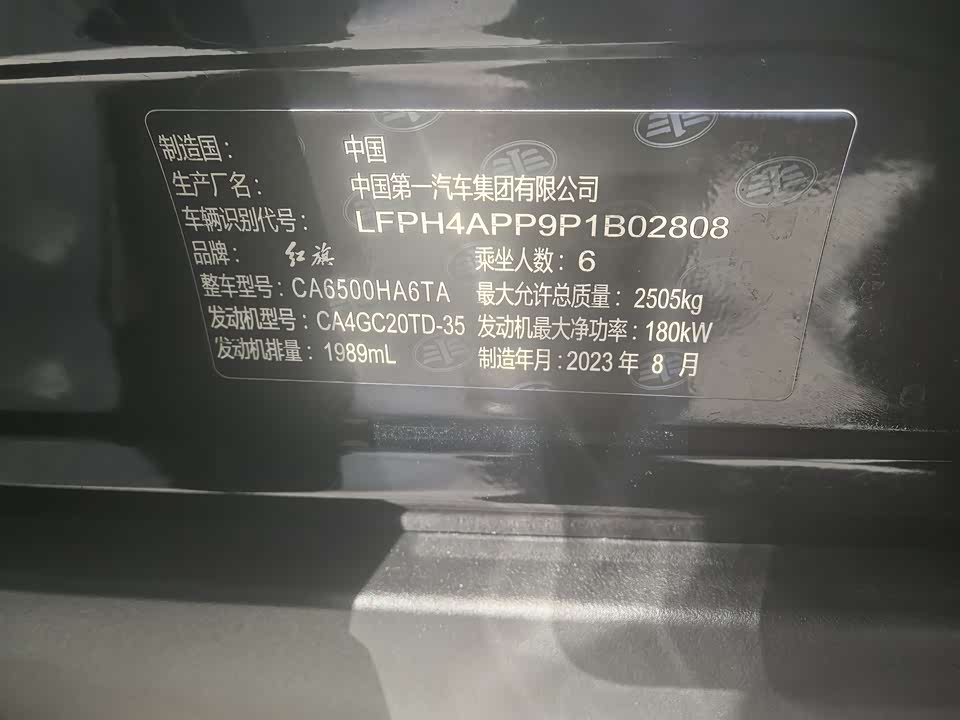 制造国： 中国
生产厂名： 中国第一汽车集团有限公司
车辆识别代号： LFPH4APP9P1B02808
品牌： 红旗 乘坐人数：6
整车型号：CA6500HA6TA 最大允许总质量：2505kg
发动机型号：CA4GC20TD-35 发动机最大净功率：180kW
发动机排量：1989mL 制造年月：2023 年 8 月